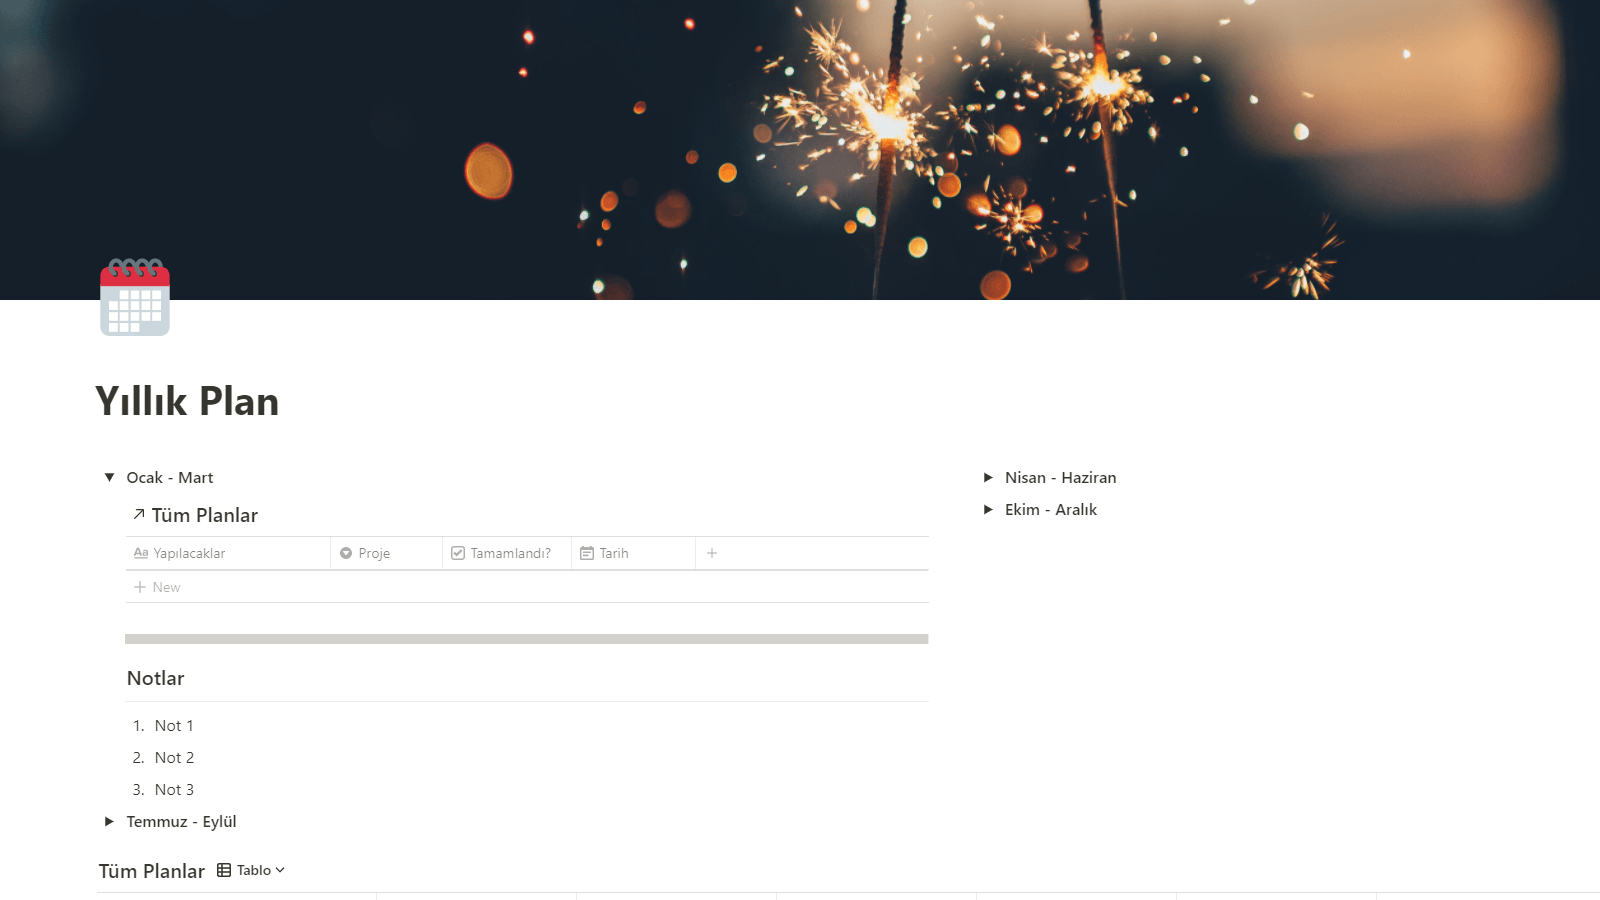 Yıllık Plan
Ocak - Mart
Tüm Planlar
Aa Yapılacaklar Proje Tamamlandı? Tarih
New
Notlar
1. Not 1
2. Not 2
3. Not 3
Temmuz - Eylül
Nisan - Haziran
Ekim - Aralık
Tüm Planlar Tablo